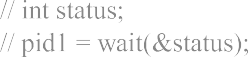 // int status;
// pid1 = wait(&status);